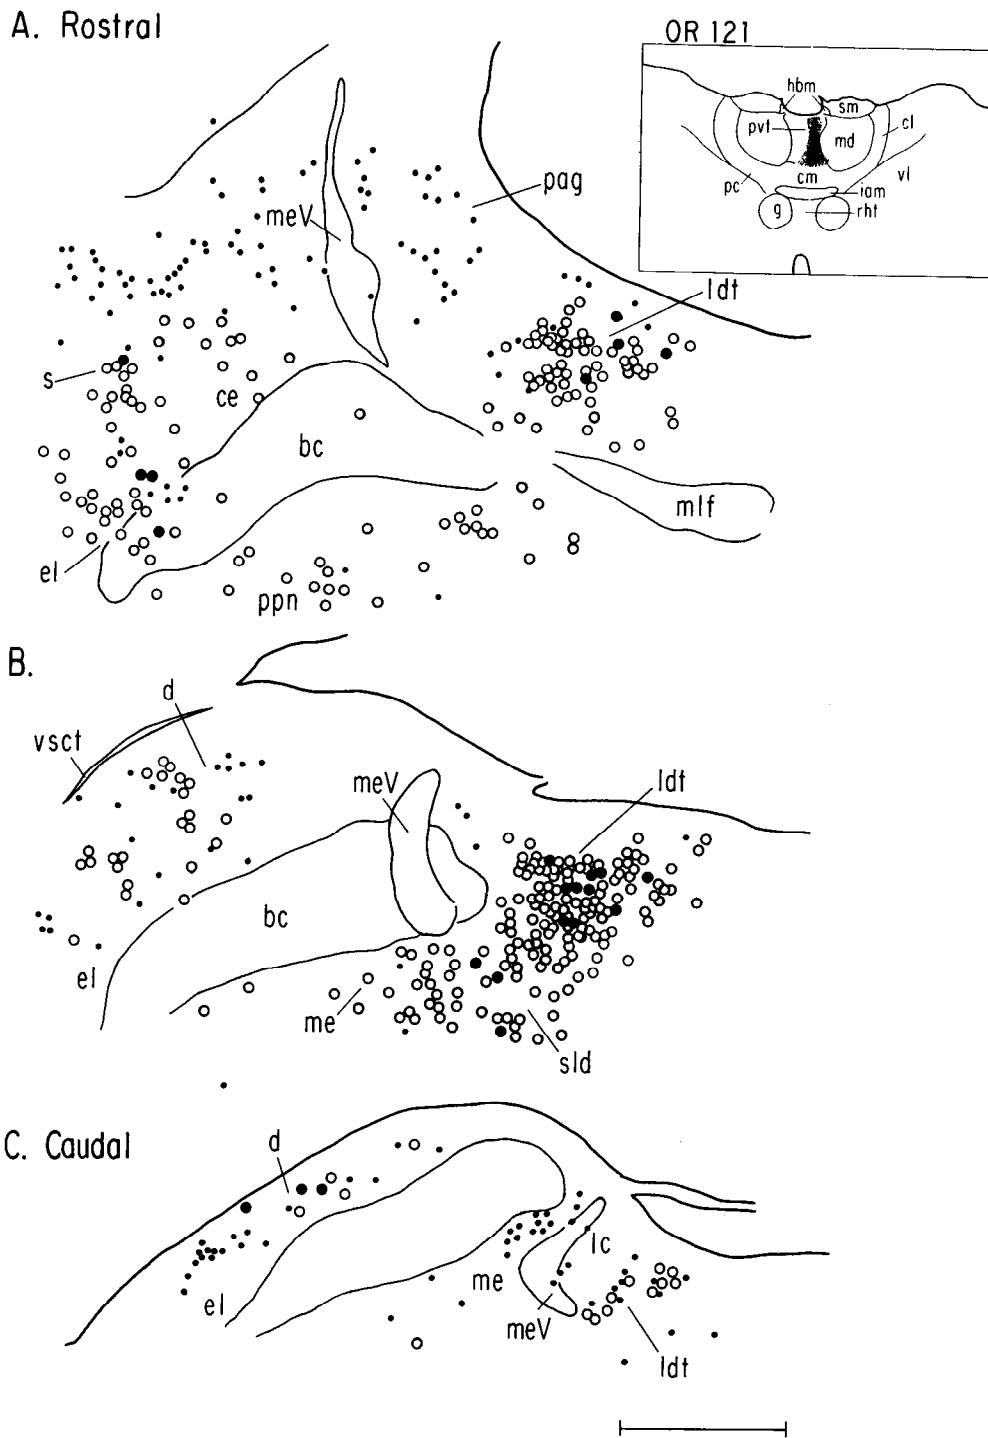 A. Rostral
OR 121
hbm
sm
pvt
md
cl
cm
pc
vl
iam
g
rht
pag
meV
ldt
s
ce
bc
mlf
el
ppn
B.
d
vsct
meV
ldt
bc
el
me
sld
C. Caudal
d
lc
me
el
meV
ldt